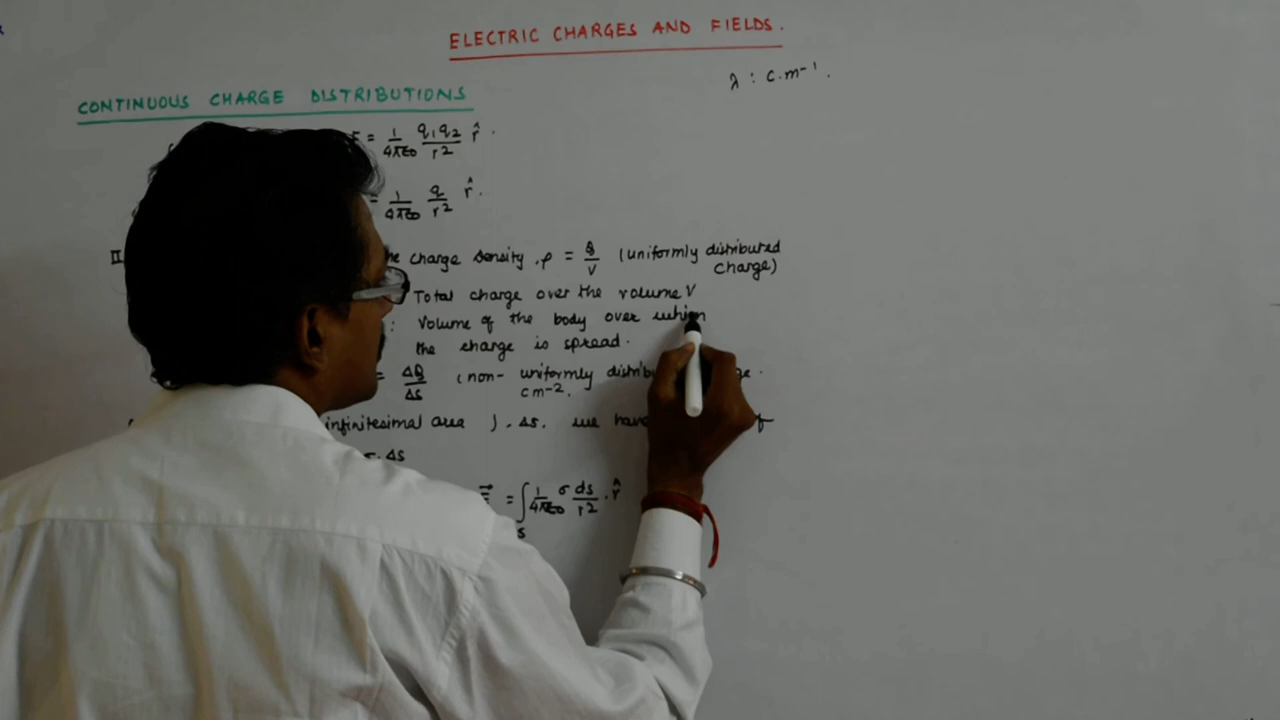 ELECTRIC CHARGES AND FIELDS.
λ : C.m⁻¹.
CONTINUOUS CHARGE DISTRIBUTIONS
= 1/4πε0 q1q2/r2 r̂ .
= 1/4πε0 q/r2 r̂ .
II charge density , ρ = Q/V (uniformly distributed
charge)
Total charge over the volume V
: Volume of the body over which
the charge is spread.
= ΔQ/ΔS (non- uniformly
cm-2.
infinitesimal area ). ΔS. we have
. ΔS
= ∫S 1/4πε0 σ ds/r2 . r̂